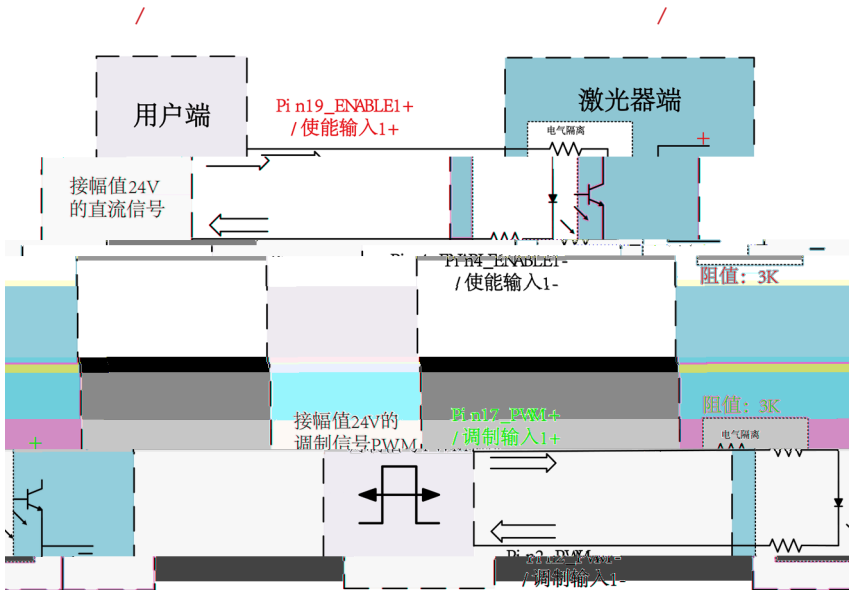 / /
用户端
激光器端
Pin19_ENABLE1+
/使能输入1+
电气隔离
+
接幅值24V
的直流信号
Pin4_ENABLE1-
/使能输入1-
阻值：3K
接幅值24V的
调制信号PWM
Pin17_PWM+
/调制输入1+
阻值：3K
电气隔离
+
/调制输入1-